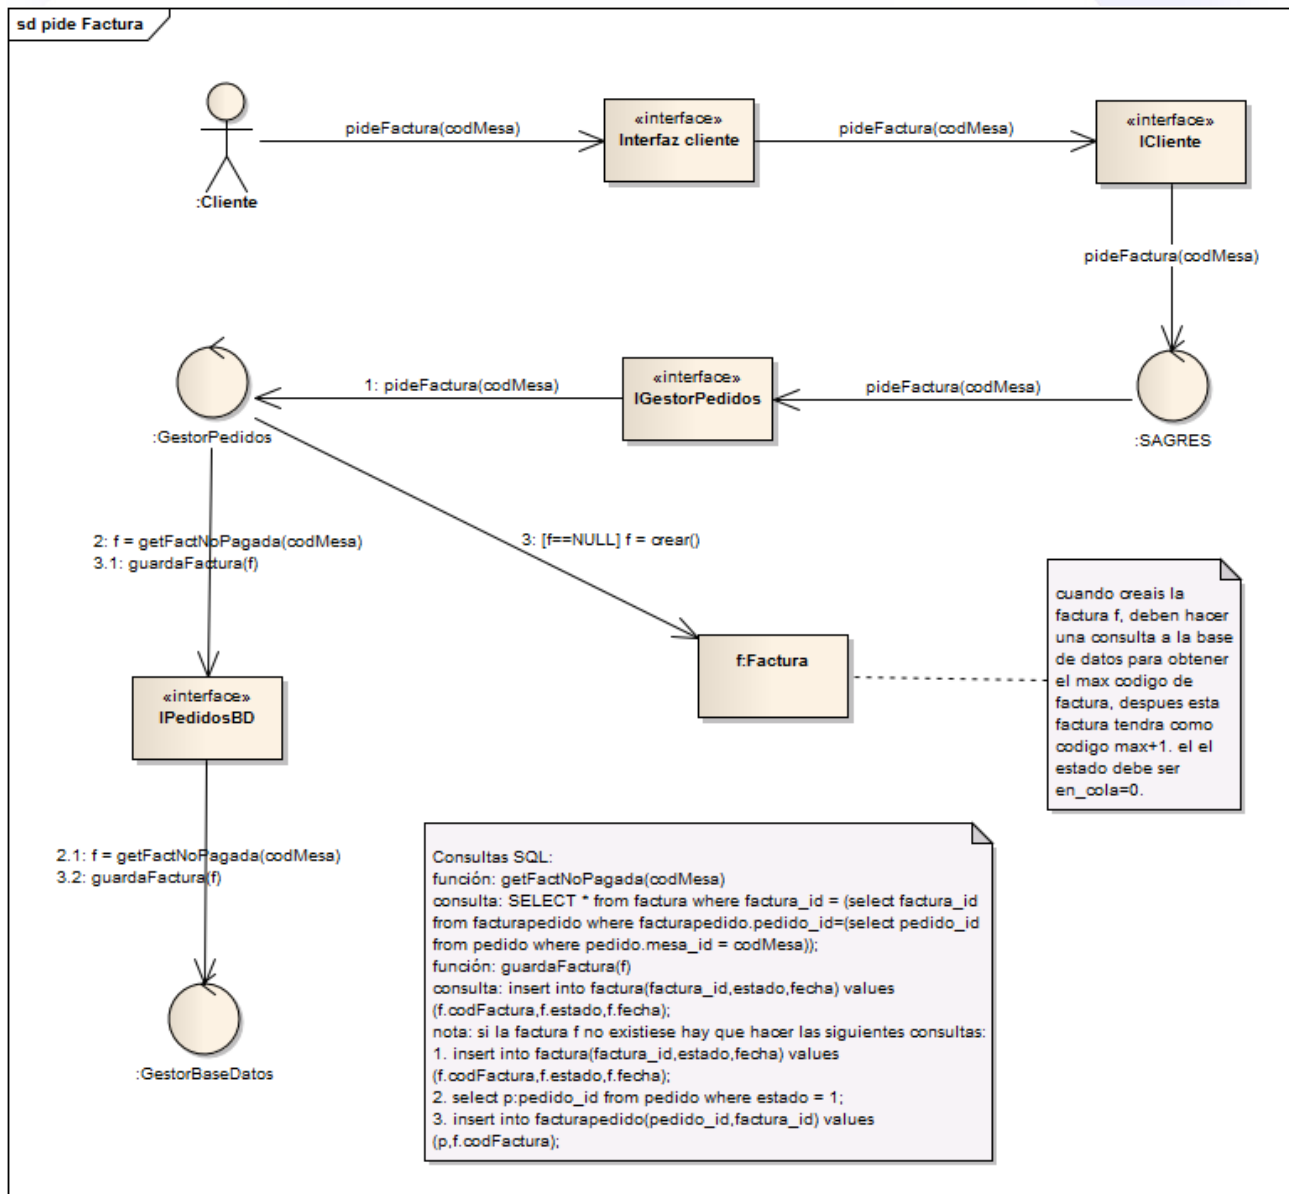 sd pide Factura
:Cliente
pideFactura(codMesa)
«interface»
Interfaz cliente
pideFactura(codMesa)
«interface»
ICliente
pideFactura(codMesa)
:GestorPedidos
1: pideFactura(codMesa)
«interface»
IGestorPedidos
pideFactura(codMesa)
:SAGRES
2: f = getFactNoPagada(codMesa)
3.1: guardaFactura(f)
3: [f==NULL] f = crear()
«interface»
IPedidosBD
f:Factura
cuando creais la
factura f, deben hacer
una consulta a la base
de datos para obtener
el max codigo de
factura, despues esta
factura tendra como
codigo max+1. el el
estado debe ser
en_cola=0.
2.1: f = getFactNoPagada(codMesa)
3.2: guardaFactura(f)
:GestorBaseDatos
Consultas SQL:
función: getFactNoPagada(codMesa)
consulta: SELECT * from factura where factura_id = (select factura_id
from facturapedido where facturapedido.pedido_id=(select pedido_id
from pedido where pedido.mesa_id = codMesa));
función: guardaFactura(f)
consulta: insert into factura(factura_id,estado,fecha) values
(f.codFactura,f.estado,f.fecha);
nota: si la factura f no existiese hay que hacer las siguientes consultas:
1. insert into factura(factura_id,estado,fecha) values
(f.codFactura,f.estado,f.fecha);
2. select p:pedido_id from pedido where estado = 1;
3. insert into facturapedido(pedido_id,factura_id) values
(p,f.codFactura);